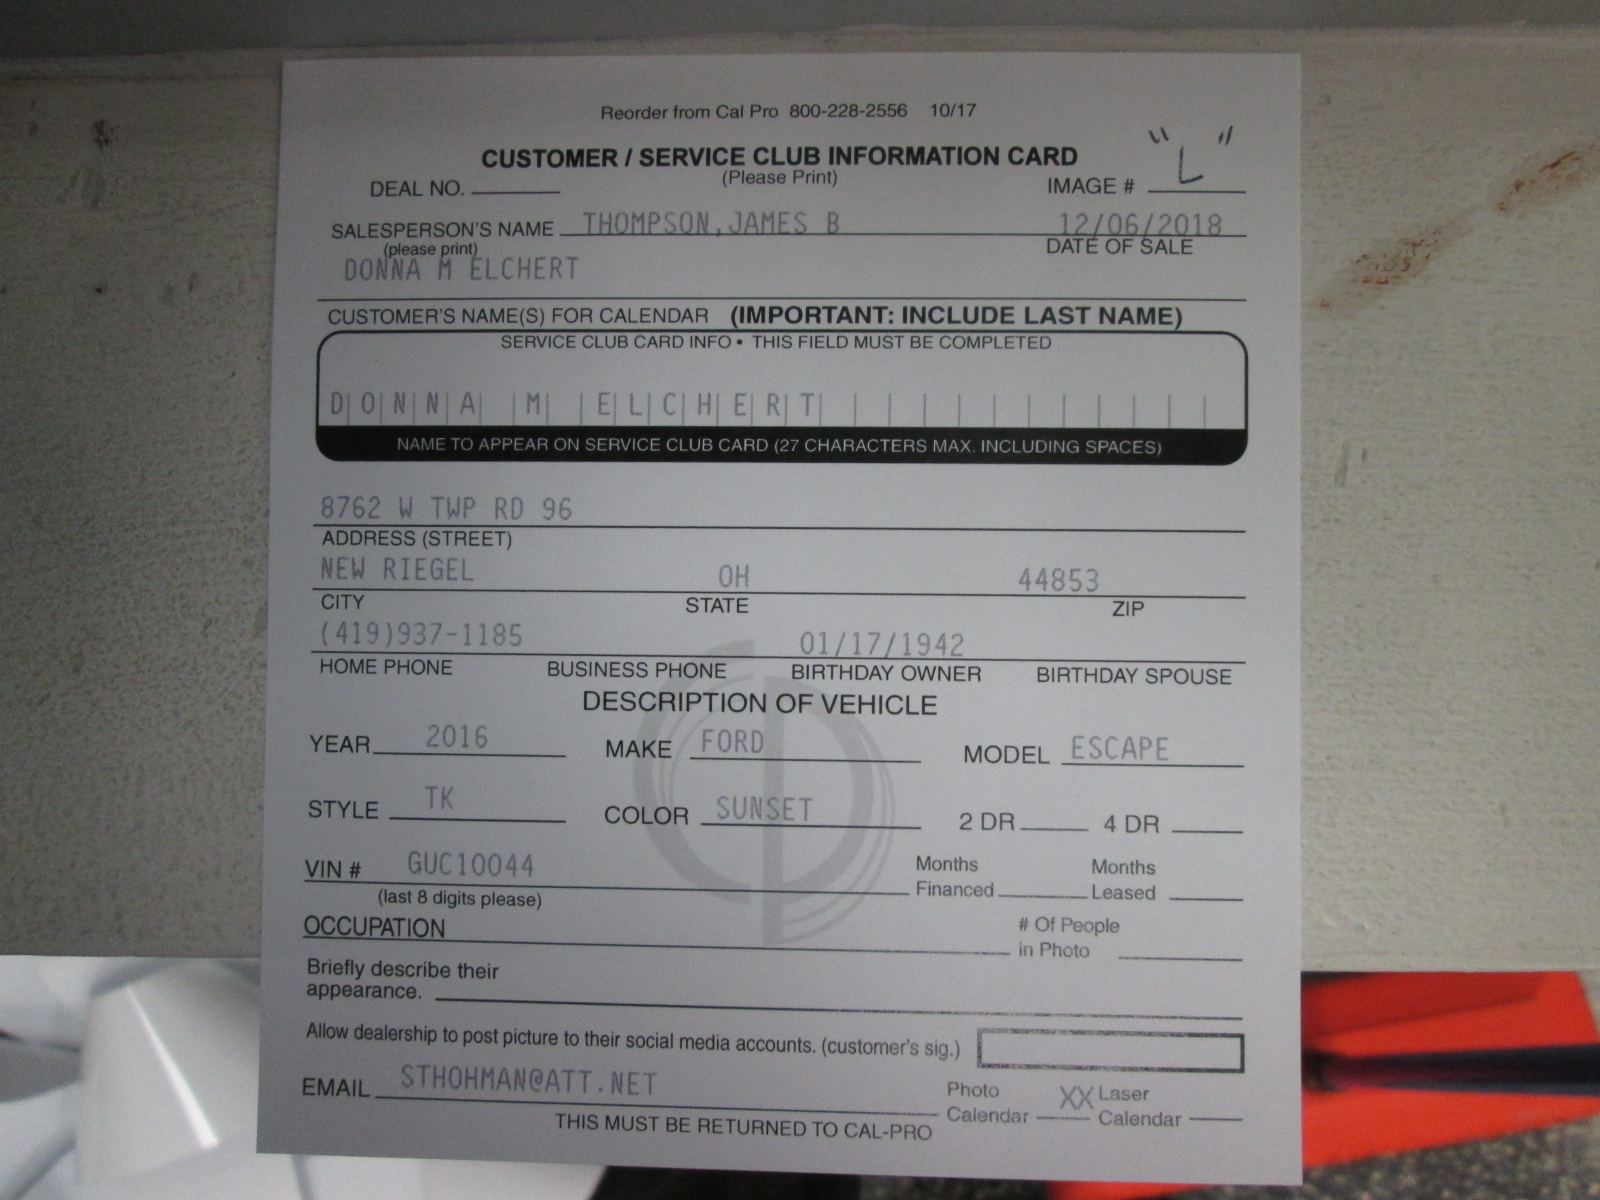 Reorder from Cal Pro 800-228-2556 10/17
CUSTOMER / SERVICE CLUB INFORMATION CARD
(Please Print)
DEAL NO. IMAGE # "L"
SALESPERSON'S NAME THOMPSON,JAMES B 12/06/2018
(please print) DATE OF SALE
DONNA M ELCHERT
CUSTOMER'S NAME(S) FOR CALENDAR (IMPORTANT: INCLUDE LAST NAME)
SERVICE CLUB CARD INFO • THIS FIELD MUST BE COMPLETED
DONNA M ELCHERT
NAME TO APPEAR ON SERVICE CLUB CARD (27 CHARACTERS MAX. INCLUDING SPACES)
8762 W TWP RD 96
ADDRESS (STREET)
NEW RIEGEL OH 44853
CITY STATE ZIP
(419)937-1185 01/17/1942
HOME PHONE BUSINESS PHONE BIRTHDAY OWNER BIRTHDAY SPOUSE
DESCRIPTION OF VEHICLE
YEAR 2016 MAKE FORD MODEL ESCAPE
STYLE TK COLOR SUNSET 2 DR 4 DR
VIN # GUC10044 Months Financed Months Leased
(last 8 digits please)
OCCUPATION # Of People in Photo
Briefly describe their
appearance.
Allow dealership to post picture to their social media accounts. (customer's sig.)
EMAIL STHOHMAN@ATT.NET Photo Calendar XX Laser Calendar
THIS MUST BE RETURNED TO CAL-PRO